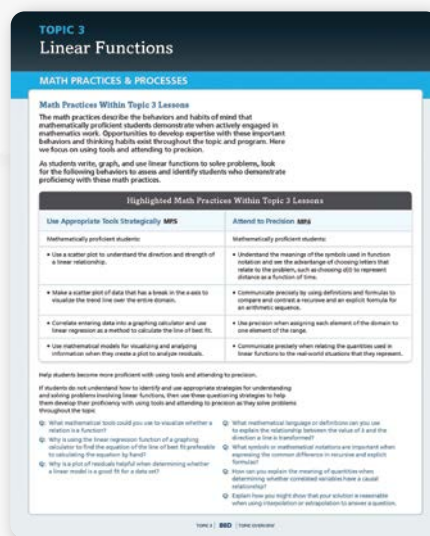 TOPIC 3
Linear Functions
MATH PRACTICES & PROCESSES
Math Practices Within Topic 3 Lessons
The math practices describe the behaviors and habits of mind that
mathematically proficient students demonstrate when actively engaged in
mathematics work. Opportunities to develop expertise with these important
behaviors and thinking habits exist throughout the topic and program. Here
we focus on using tools and attending to precision.
As students write, graph, and use linear functions to solve problems, look
for the following behaviors to assess and identify students who demonstrate
proficiency with these math practices.
Highlighted Math Practices Within Topic 3 Lessons
Use Appropriate Tools Strategically MP.5
Attend to Precision MP.6
Mathematically proficient students:
Mathematically proficient students:
• Use a scatter plot to understand the direction and strength of
a linear relationship.
• Understand the meanings of the symbols used in function
notation and see the advantage of choosing letters that
relate to the problem, such as choosing d(t) to represent
distance as a function of time.
• Make a scatter plot of data that has a break in the x-axis to
visualize the trend line over the entire domain.
• Communicate precisely by using definitions and formulas to
compare and contrast a recursive and an explicit formula for
an arithmetic sequence.
• Correlate entering data into a graphing calculator and use
linear regression as a method to calculate the line of best fit.
• Use precision when assigning each element of the domain to
one element of the range.
• Use mathematical models for visualizing and analyzing
information when they create a plot to analyze residuals.
• Communicate precisely when relating the quantities used in
linear functions to the real-world situations that they represent.
Help students become more proficient with using tools and attending to precision.
If students do not understand how to identify and use appropriate strategies for understanding
and solving problems involving linear functions, then use these questioning strategies to help
them develop their proficiency with using tools and attending to precision as they solve problems
throughout the topic.
Q: What mathematical tools could you use to visualize whether a
relation is a function?
Q: Why is using the linear regression function of a graphing
calculator to find the equation of the line of best fit preferable
to calculating the equation by hand?
Q: Why is a plot of residuals helpful when determining whether
a linear model is a good fit for a data set?
Q: What mathematical language or definitions can you use
to explain the relationship between the value of k and the
direction a line is transformed?
Q: What symbols or mathematical notations are important when
expressing the common difference in recursive and explicit
formulas?
Q: How can you explain the meaning of quantities when
determining whether correlated variables have a causal
relationship?
Q: Explain how you might show that your solution is reasonable
when using interpolation or extrapolation to answer a question.
TOPIC 3
TOPIC OVERVIEW